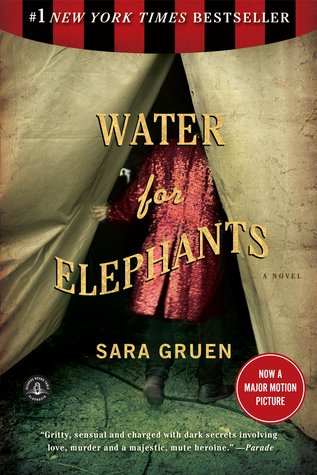 #1 NEW YORK TIMES BESTSELLER
WATER
for
ELEPHANTS
A NOVEL
SARA GRUEN
NOW A
MAJOR MOTION
PICTURE
“Gritty, sensual and charged with dark secrets involving
love, murder and a majestic, mute heroine.” —Parade